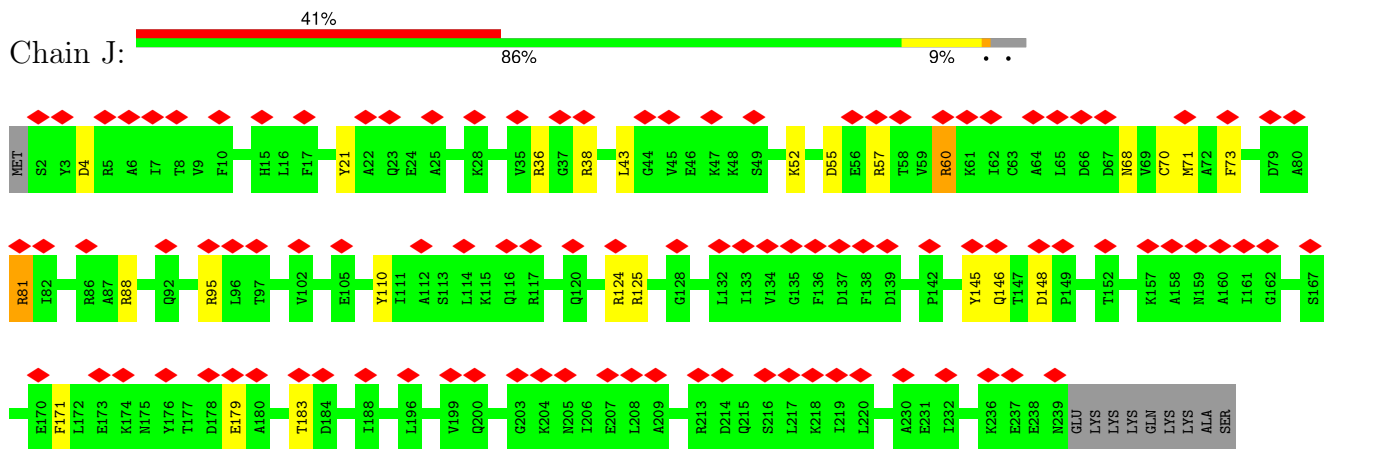 41%
Chain J:
86% 9% • •
MET S2 Y3 D4 R5 A6 I7 T8 V9 F10 H15 L16 F17 Y21 A22 Q23 E24 A25 K28 V35 R36 G37 R38 L43 G44 V45 E46 K47 K48 S49 K52 D55 E56 R57 T58 V59 R60 K61 I62 C63 A64 L65 D66 D67 N68 V69 C70 M71 A72 F73 D79 A80
R81 I82 R86 A87 R88 Q92 R95 L96 T97 V102 E105 Y110 I111 A112 S113 L114 K115 Q116 R117 Q120 R124 R125 G128 L132 I133 V134 G135 F136 D137 F138 D139 P142 Y145 Q146 T147 D148 P149 T152 K157 A158 N159 A160 I161 G162 S167
E170 F171 L172 E173 K174 N175 Y176 T177 D178 E179 A180 T183 D184 I188 L196 V199 Q200 G203 K204 N205 I206 E207 L208 A209 R213 D214 Q215 S216 L217 K218 I219 L220 A230 E231 I232 K236 E237 E238 N239 GLU LYS LYS LYS GLN LYS LYS ALA SER